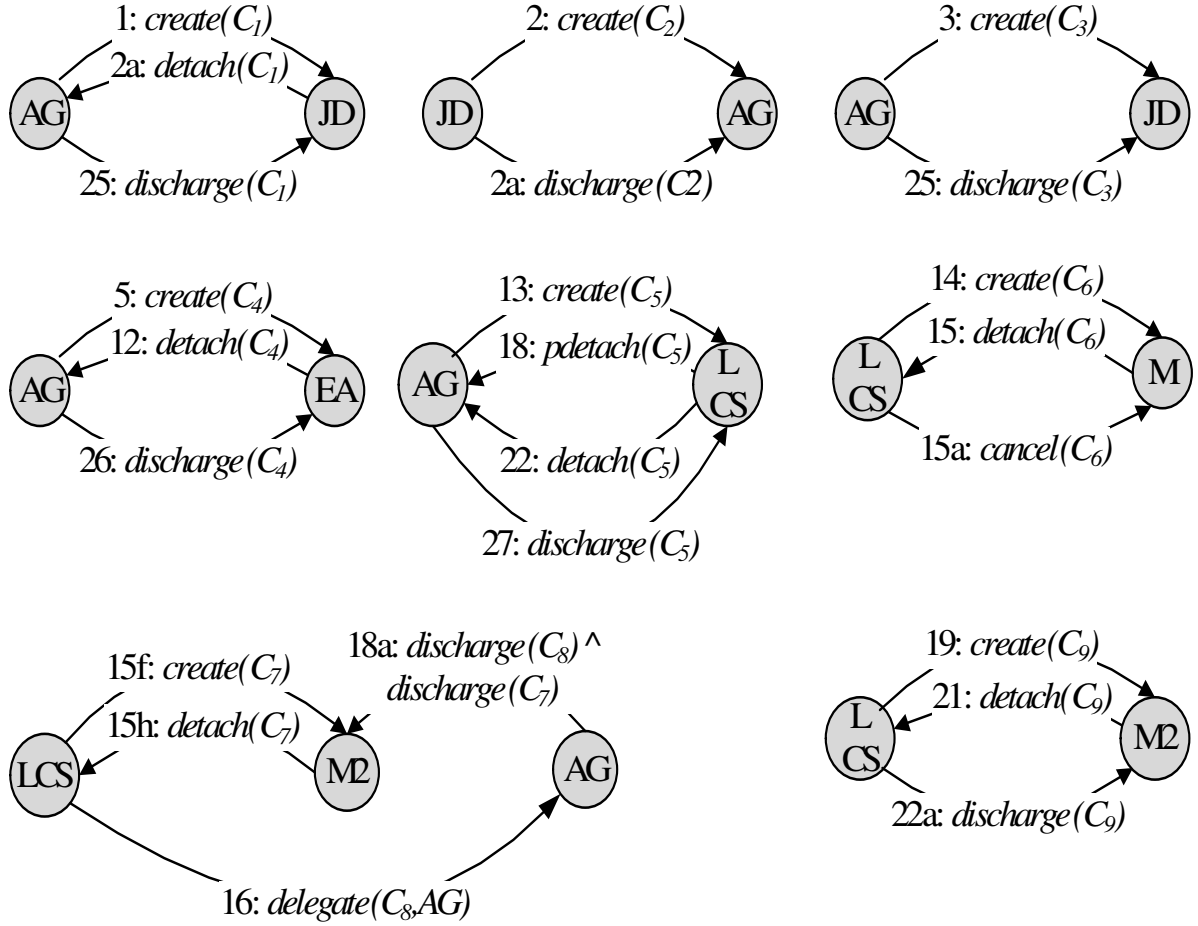 1: create(C₁)
2a: detach(C₁)
AG
JD
25: discharge(C₁)
2: create(C₂)
JD
AG
2a: discharge(C2)
3: create(C₃)
AG
JD
25: discharge(C₃)
5: create(C₄)
12: detach(C₄)
AG
EA
26: discharge(C₄)
13: create(C₅)
18: pdetach(C₅)
AG
L
CS
22: detach(C₅)
27: discharge(C₅)
14: create(C₆)
15: detach(C₆)
L
CS
M
15a: cancel(C₆)
15f: create(C₇)
15h: detach(C₇)
LCS
M2
18a: discharge(C₈) ^
discharge(C₇)
AG
16: delegate(C₈,AG)
19: create(C₉)
21: detach(C₉)
L
CS
M2
22a: discharge(C₉)